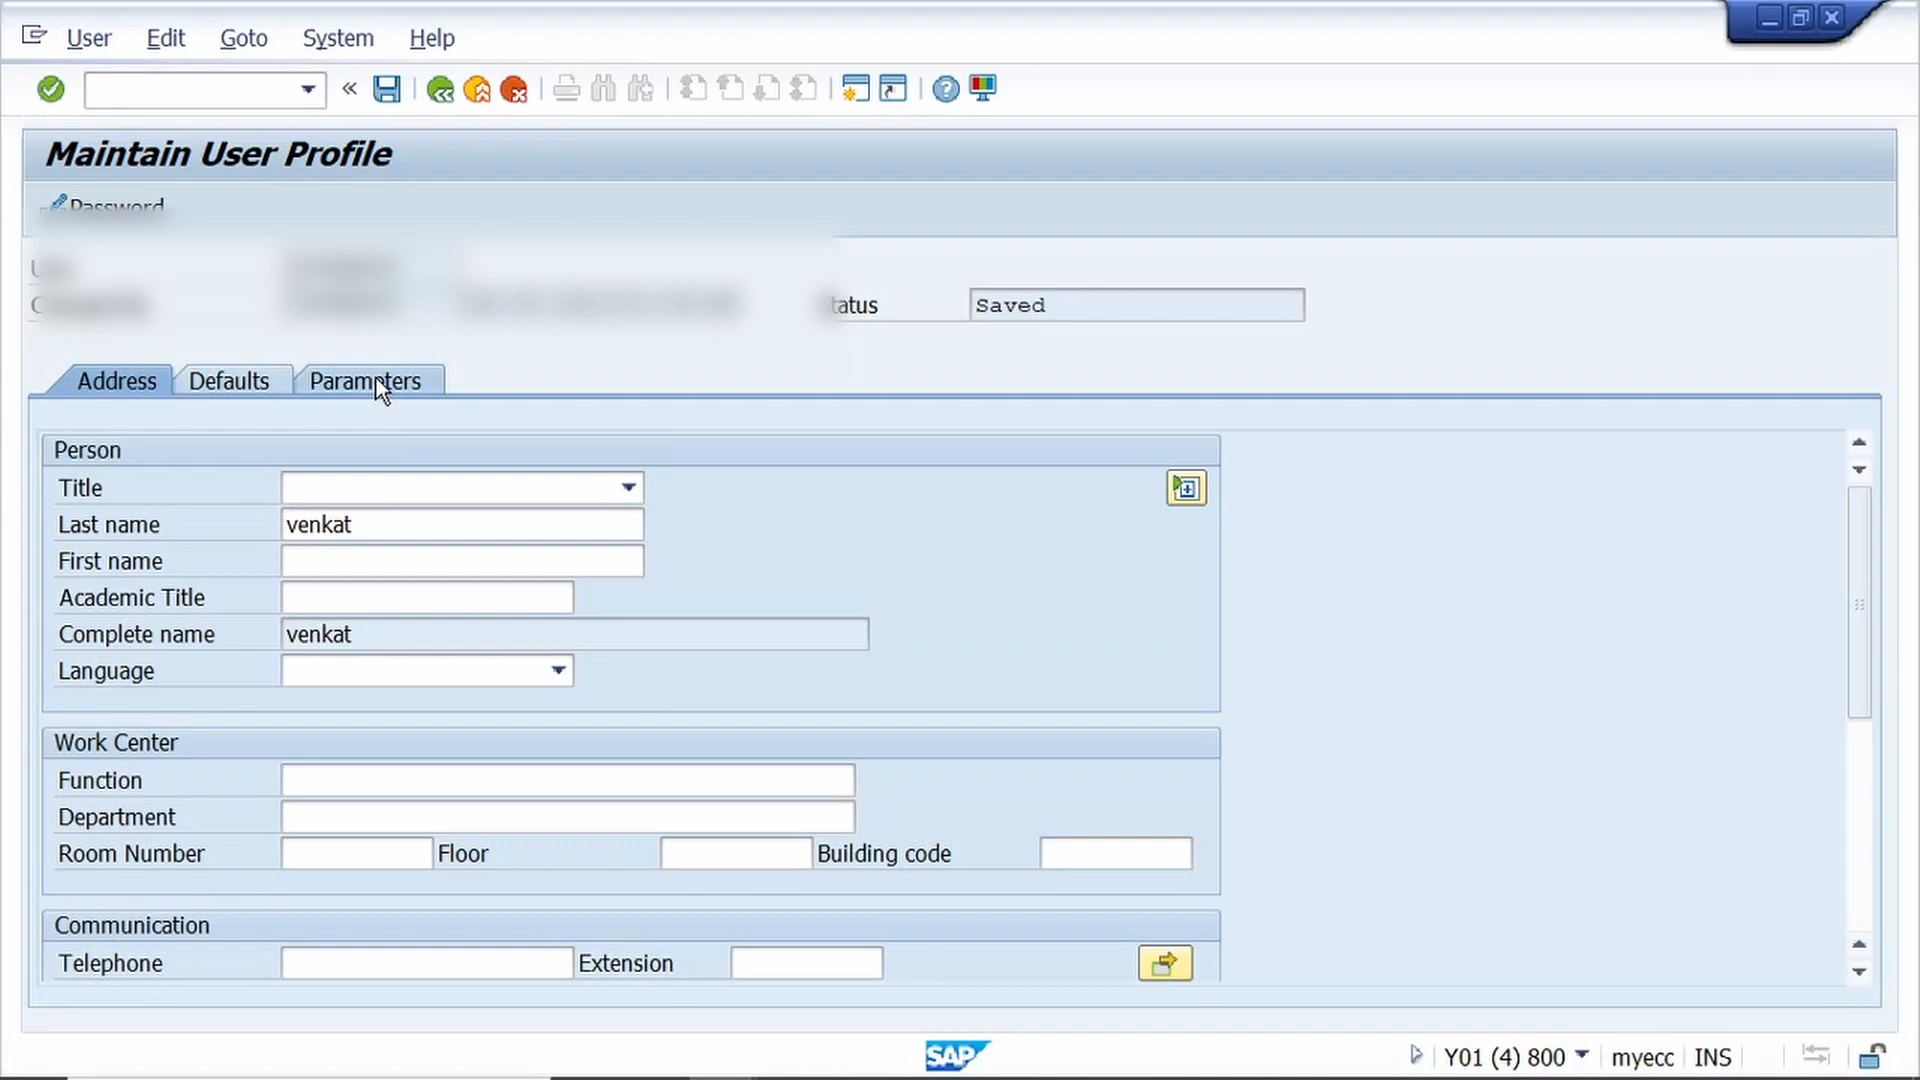 User Edit Goto System Help
Maintain User Profile
Password
tatus Saved
Address Defaults Parameters
Person
Title
Last name venkat
First name
Academic Title
Complete name venkat
Language
Work Center
Function
Department
Room Number Floor Building code
Communication
Telephone Extension
SAP Y01 (4) 800 myecc INS